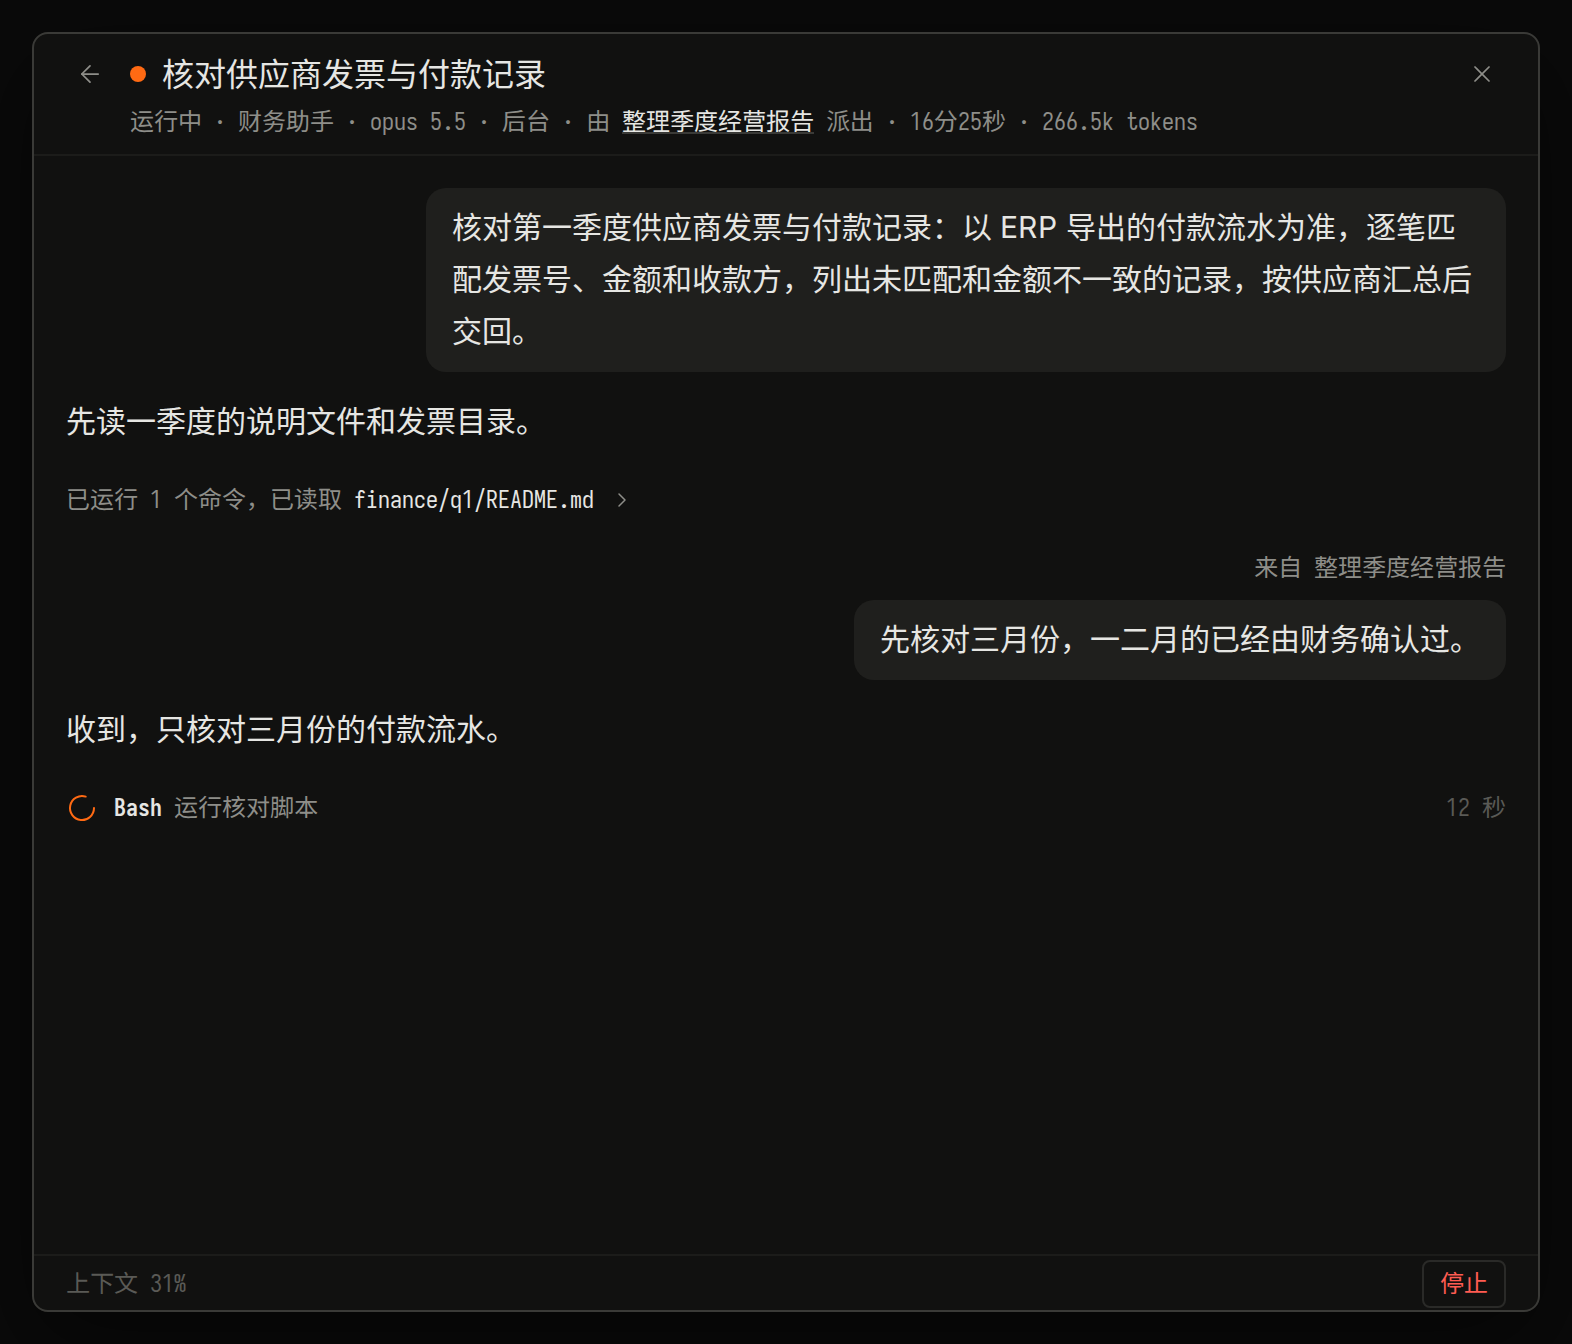 核对供应商发票与付款记录
运行中 · 财务助手 · opus 5.5 · 后台 · 由 整理季度经营报告 派出 · 16分25秒 · 266.5k tokens
核对第一季度供应商发票与付款记录：以 ERP 导出的付款流水为准，逐笔匹
配发票号、金额和收款方，列出未匹配和金额不一致的记录，按供应商汇总后
交回。
先读一季度的说明文件和发票目录。
已运行 1 个命令，已读取 finance/q1/README.md
来自 整理季度经营报告
先核对三月份，一二月的已经由财务确认过。
收到，只核对三月份的付款流水。
Bash 运行核对脚本 12 秒
上下文 31% 停止